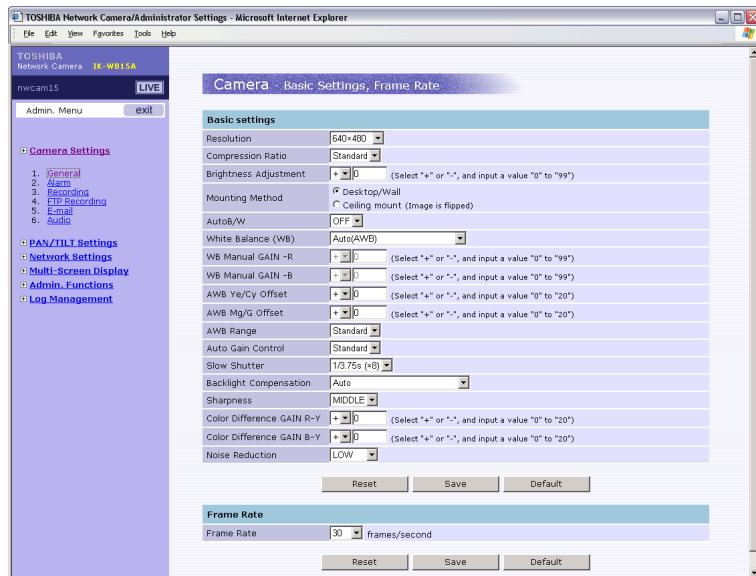 TOSHIBA Network Camera/Administrator Settings - Microsoft Internet Explorer
File Edit View Favorites Tools Help
TOSHIBA
Network Camera IK-WB15A
nwcam15 LIVE
Admin. Menu exit
Camera Settings
1. General
2. Alarm
3. Recording
4. FTP Recording
5. E-mail
6. Audio
PAN/TILT Settings
Network Settings
Multi-Screen Display
Admin. Functions
Log Management
Camera - Basic Settings, Frame Rate
Basic settings
Resolution 640×480
Compression Ratio Standard
Brightness Adjustment + 0 (Select "+" or "-", and input a value "0" to "99")
Mounting Method Desktop/Wall
Ceiling mount (Image is flipped)
AutoB/W OFF
White Balance (WB) Auto(AWB)
WB Manual GAIN -R + 0 (Select "+" or "-", and input a value "0" to "99")
WB Manual GAIN -B + 0 (Select "+" or "-", and input a value "0" to "99")
AWB Ye/Cy Offset + 0 (Select "+" or "-", and input a value "0" to "20")
AWB Mg/G Offset + 0 (Select "+" or "-", and input a value "0" to "20")
AWB Range Standard
Auto Gain Control Standard
Slow Shutter 1/3.75s (×8)
Backlight Compensation Auto
Sharpness MIDDLE
Color Difference GAIN R-Y + 0 (Select "+" or "-", and input a value "0" to "20")
Color Difference GAIN B-Y + 0 (Select "+" or "-", and input a value "0" to "20")
Noise Reduction LOW
Reset Save Default
Frame Rate
Frame Rate 30 frames/second
Reset Save Default